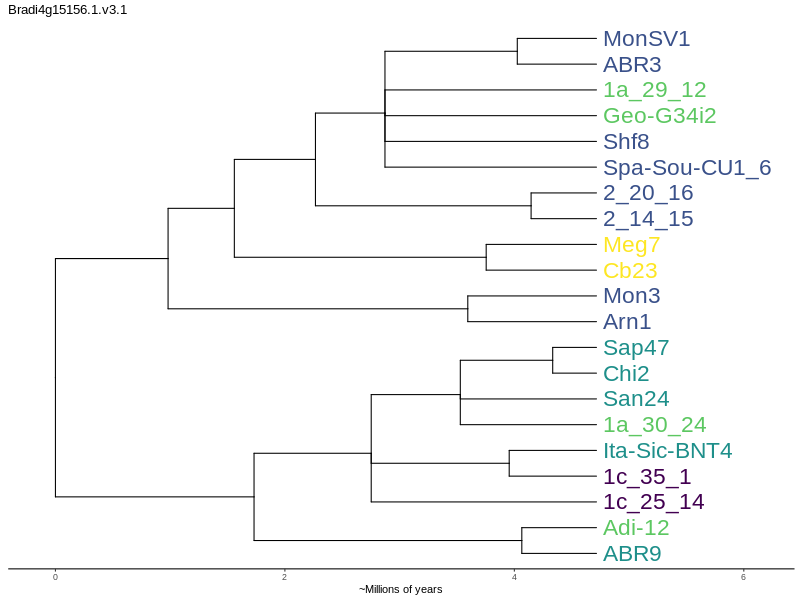 Bradi4g15156.1.v3.1
MonSV1
ABR3
1a_29_12
Geo-G34i2
Shf8
Spa-Sou-CU1_6
2_20_16
2_14_15
Meg7
Cb23
Mon3
Arn1
Sap47
Chi2
San24
1a_30_24
Ita-Sic-BNT4
1c_35_1
1c_25_14
Adi-12
ABR9
0 2 4 6
~Millions of years